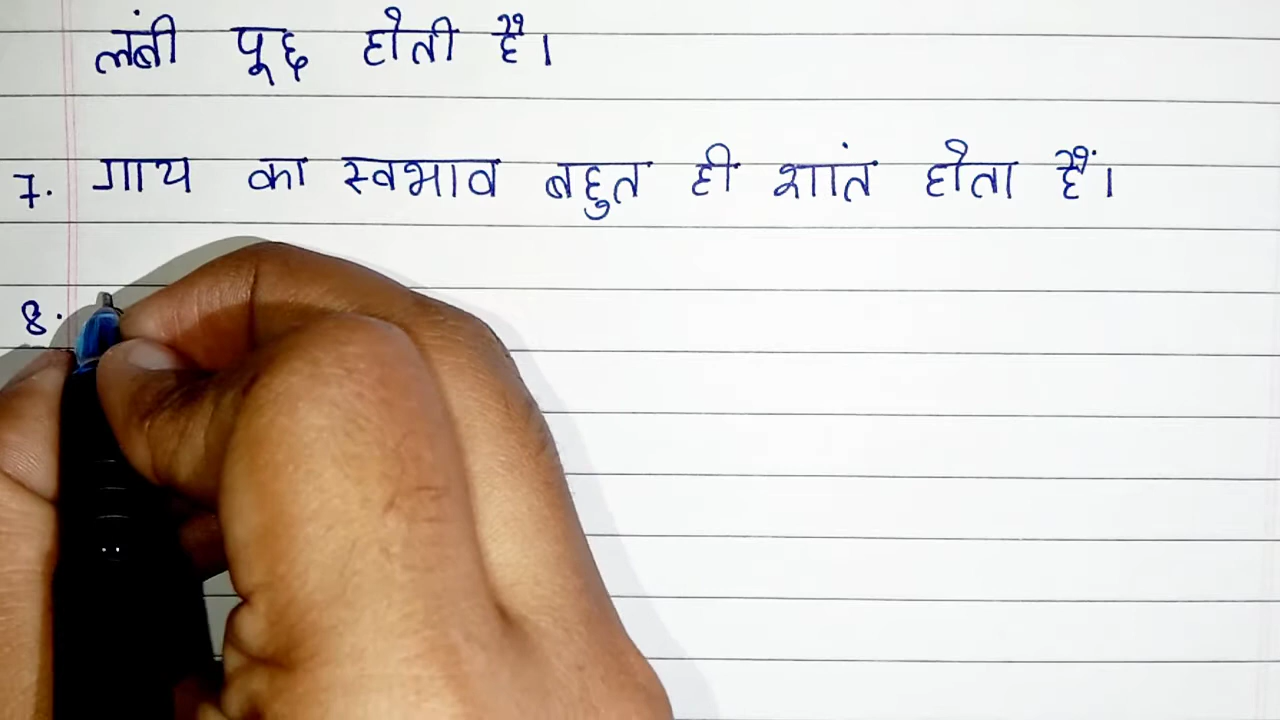 लंबी पूछ होती है।
7. गाय का स्वभाव बहुत ही शांत होता हैं।
8.